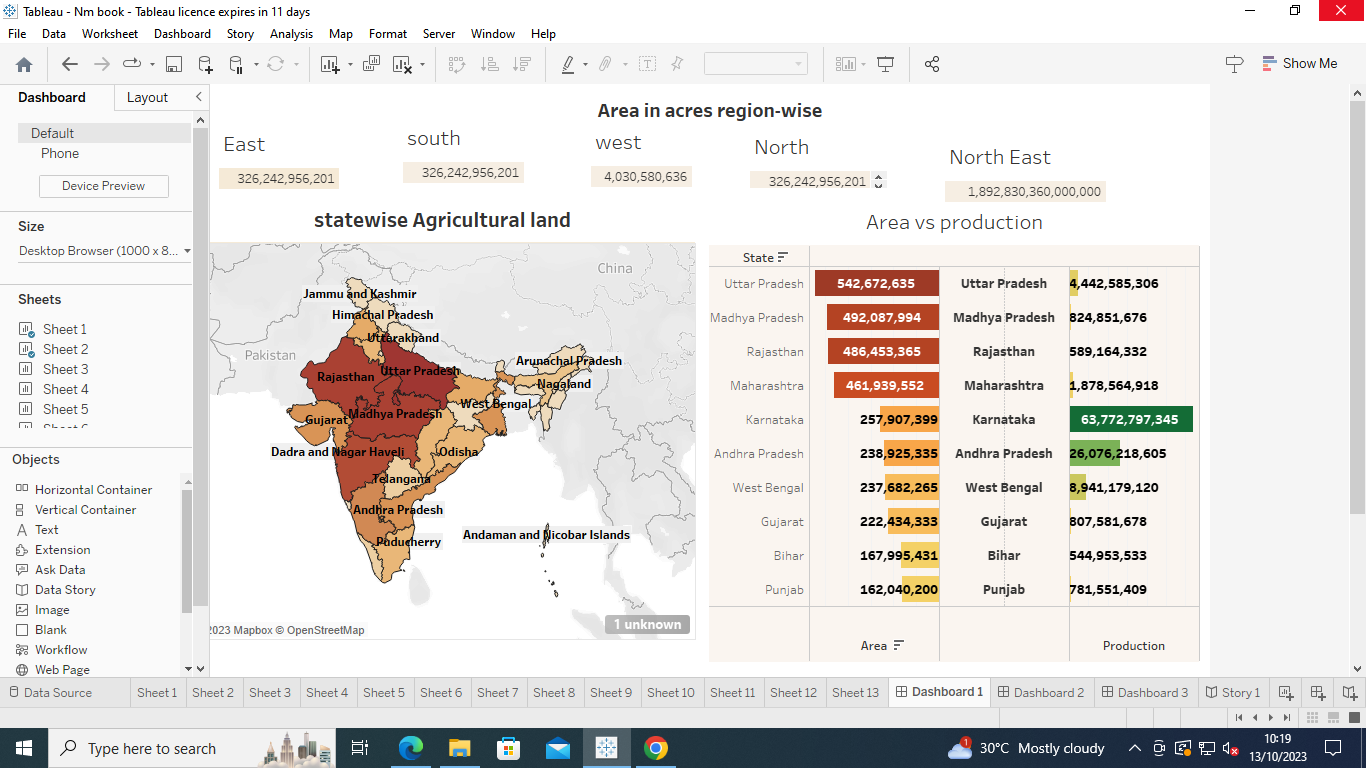 Tableau - Nm book - Tableau licence expires in 11 days
File Data Worksheet Dashboard Story Analysis Map Format Server Window Help
Show Me
Dashboard Layout
Default
Phone
Device Preview
Size
Desktop Browser (1000 x 8...
Sheets
Sheet 1
Sheet 2
Sheet 3
Sheet 4
Sheet 5
Objects
Horizontal Container
Vertical Container
Text
Extension
Ask Data
Data Story
Image
Blank
Workflow
Web Page
Area in acres region-wise
East
326,242,956,201
south
326,242,956,201
west
4,030,580,636
North
326,242,956,201
North East
1,892,830,360,000,000
statewise Agricultural land
China
Jammu and Kashmir
Himachal Pradesh
Uttarakhand
Pakistan
Arunachal Pradesh
Uttar Pradesh
Rajasthan
Nagaland
West Bengal
Madhya Pradesh
Gujarat
Dadra and Nagar Haveli
Odisha
Telangana
Andhra Pradesh
Andaman and Nicobar Islands
Puducherry
1 unknown
2023 Mapbox © OpenStreetMap
Area vs production
State
Uttar Pradesh 542,672,635 Uttar Pradesh 4,442,585,306
Madhya Pradesh 492,087,994 Madhya Pradesh 824,851,676
Rajasthan 486,453,365 Rajasthan 589,164,332
Maharashtra 461,939,552 Maharashtra 1,878,564,918
Karnataka 257,907,399 Karnataka 63,772,797,345
Andhra Pradesh 238,925,335 Andhra Pradesh 26,076,218,605
West Bengal 237,682,265 West Bengal 8,941,179,120
Gujarat 222,434,333 Gujarat 807,581,678
Bihar 167,995,431 Bihar 544,953,533
Punjab 162,040,200 Punjab 781,551,409
Area Production
Data Source Sheet 1 Sheet 2 Sheet 3 Sheet 4 Sheet 5 Sheet 6 Sheet 7 Sheet 8 Sheet 9 Sheet 10 Sheet 11 Sheet 12 Sheet 13 Dashboard 1 Dashboard 2 Dashboard 3 Story 1
Type here to search
1
30°C Mostly cloudy
10:19
13/10/2023